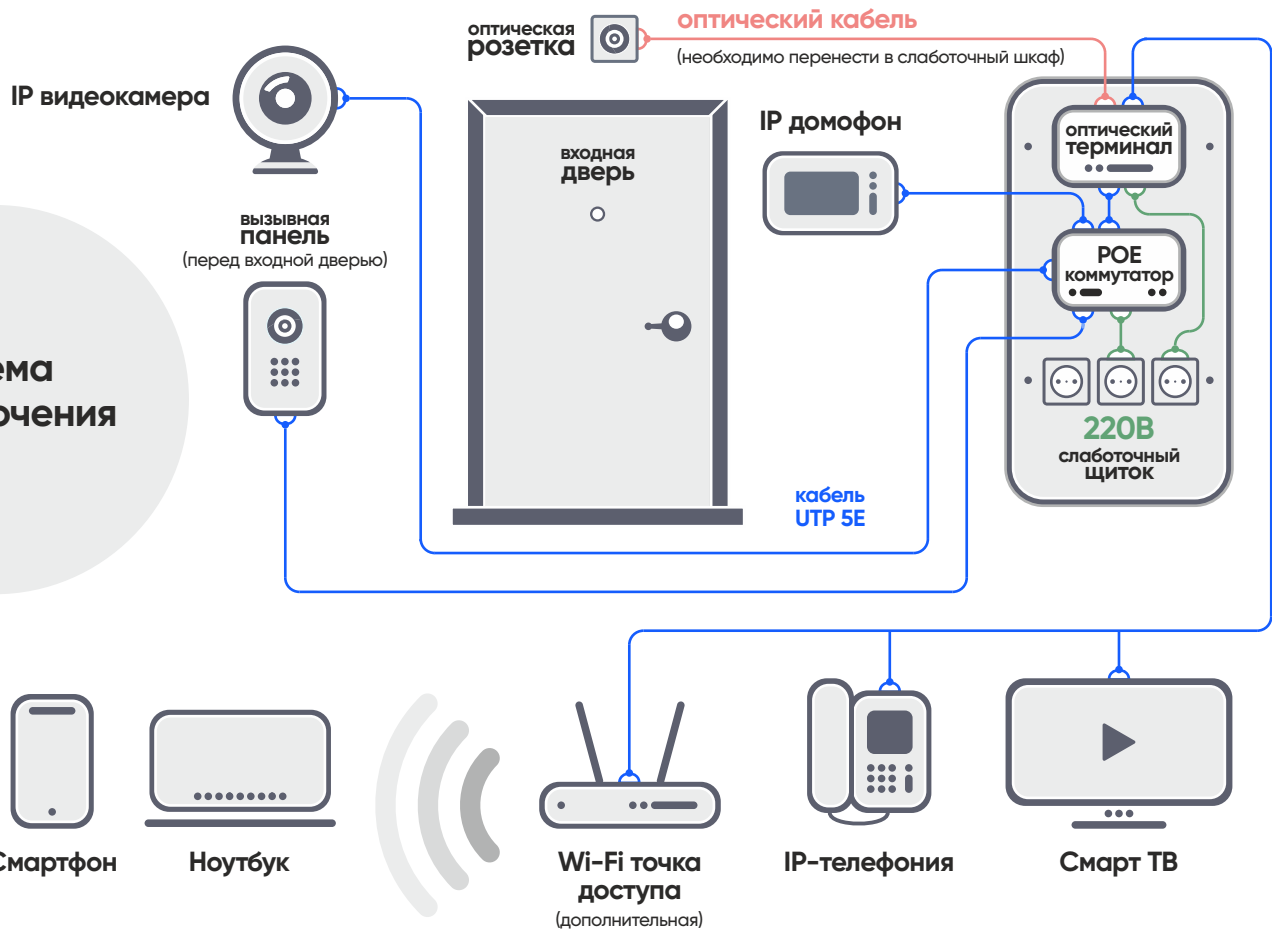 оптическая
розетка
оптический кабель
(необходимо перенести в слаботочный шкаф)
IP видеокамера
входная
дверь
IP домофон
оптический
терминал
вызывная
панель
(перед входной дверью)
POE
коммутатор
ема
очения
220В
слаботочный
щиток
кабель
UTP 5E
Смартфон
Ноутбук
Wi-Fi точка
доступа
(дополнительная)
IP-телефония
Смарт ТВ